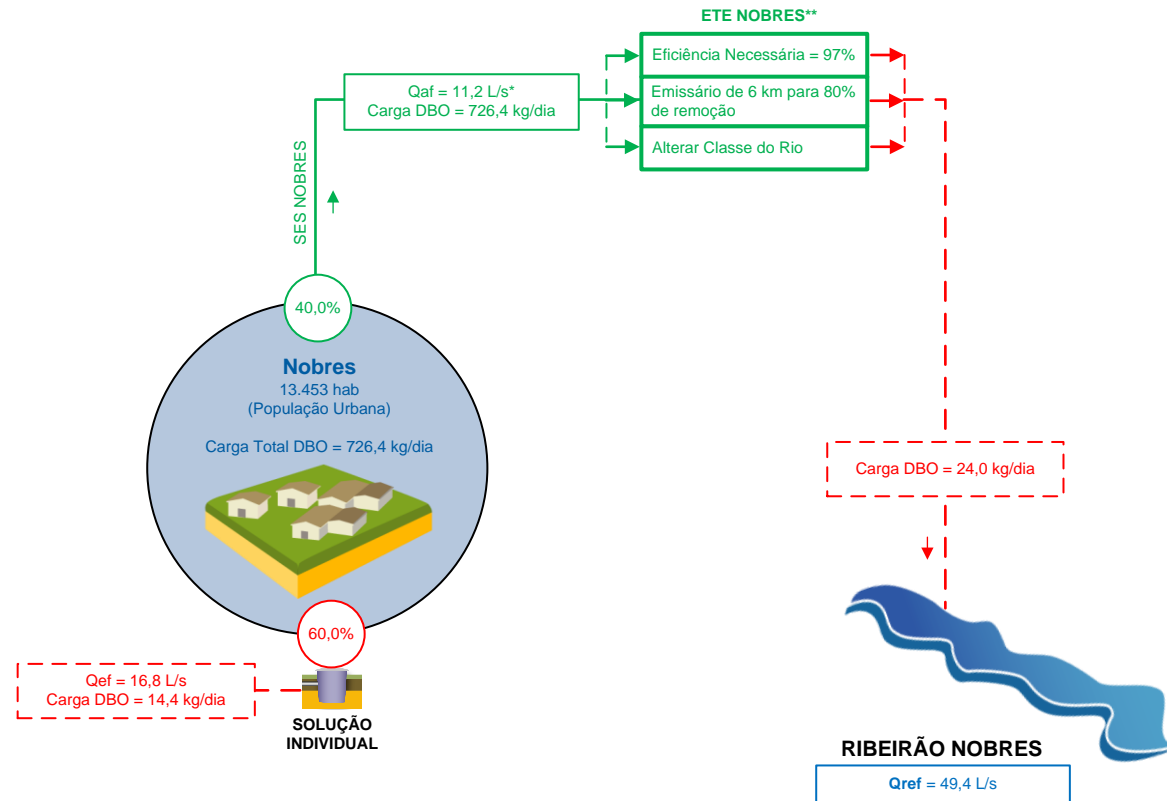 ETE NOBRES**
Eficiência Necessária = 97%
Emissário de 6 km para 80%
de remoção
Alterar Classe do Rio
Qaf = 11,2 L/s*
Carga DBO = 726,4 kg/dia
SES NOBRES
40,0%
Nobres
13.453 hab
(População Urbana)
Carga Total DBO = 726,4 kg/dia
60,0%
Qef = 16,8 L/s
Carga DBO = 14,4 kg/dia
SOLUÇÃO
INDIVIDUAL
Carga DBO = 24,0 kg/dia
RIBEIRÃO NOBRES
Qref = 49,4 L/s